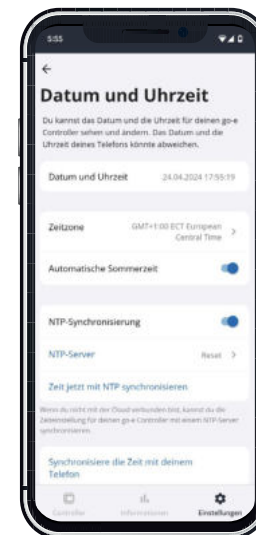 5:55
Datum und Uhrzeit
Du kannst das Datum und die Uhrzeit für deinen go-e
Controller sehen und ändern. Das Datum und die
Uhrzeit deines Telefons könnte abweichen.
Datum und Uhrzeit 24.04.2024 17:55:19
Zeitzone GMT+1:00 ECT European
Central Time
Automatische Sommerzeit
NTP-Synchronisierung
NTP-Server Reset
Zeit jetzt mit NTP synchronisieren
Wenn du nicht mit der Cloud verbunden bist, kannst du die
Zeiteinstellung für deinen go-e Controller mit einem NTP-Server
synchronisieren.
Synchronisiere die Zeit mit deinem
Telefon
Controller Informationen Einstellungen